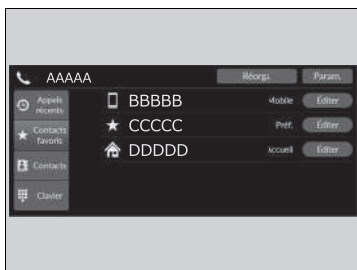 AAAAA Réorg. Param.
Appels récents
BBBBB Mobile Éditer
Contacts favoris
CCCCC Préf. Éditer
DDDDD Accueil Éditer
Contacts
Clavier